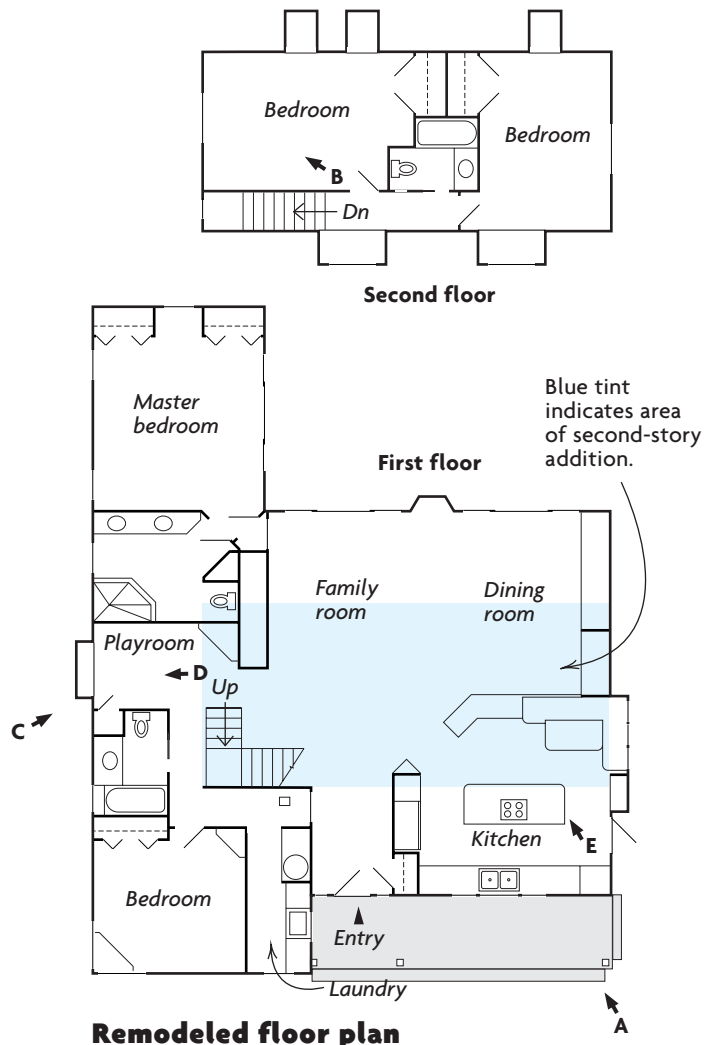 Bedroom
Bedroom
B
Dn
Second floor
Master
bedroom
Blue tint
indicates area
of second-story
addition.
First floor
Family
room
Dining
room
Playroom
D
Up
C
Kitchen
E
Bedroom
Entry
Laundry
A
Remodeled floor plan